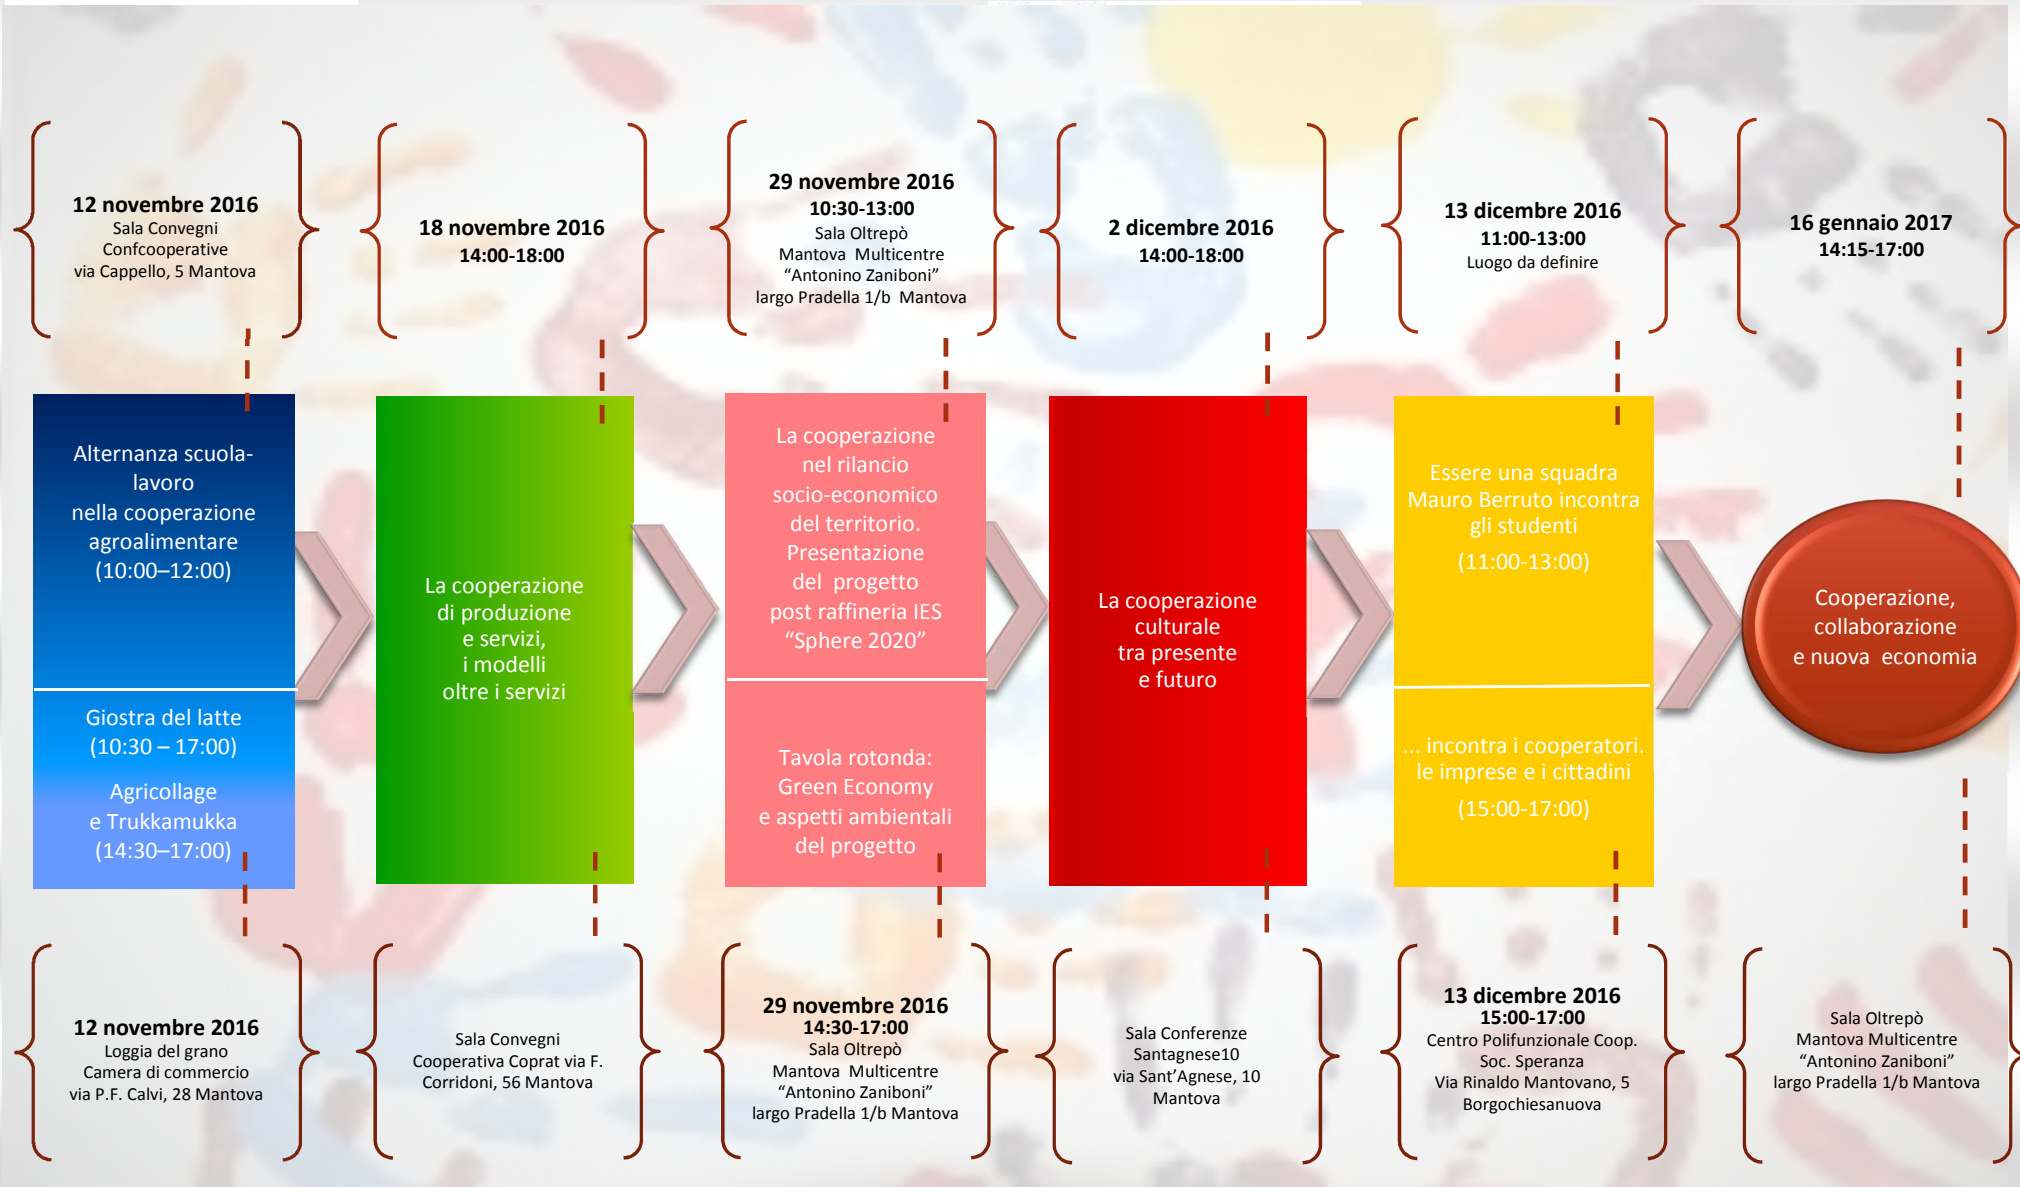 12 novembre 2016
Sala Convegni
Confcooperative
via Cappello, 5 Mantova
18 novembre 2016
14:00-18:00
29 novembre 2016
10:30-13:00
Sala Oltrepò
Mantova Multicentre
“Antonino Zaniboni”
largo Pradella 1/b Mantova
2 dicembre 2016
14:00-18:00
13 dicembre 2016
11:00-13:00
Luogo da definire
16 gennaio 2017
14:15-17:00
Alternanza scuola-
lavoro
nella cooperazione
agroalimentare
(10:00–12:00)
Giostra del latte
(10:30 – 17:00)
Agricollage
e Trukkamukka
(14:30–17:00)
La cooperazione
di produzione
e servizi,
i modelli
oltre i servizi
La cooperazione
nel rilancio
socio-economico
del territorio.
Presentazione
del progetto
post raffineria IES
“Sphere 2020”
Tavola rotonda:
Green Economy
e aspetti ambientali
del progetto
La cooperazione
culturale
tra presente
e futuro
Essere una squadra
Mauro Berruto incontra
gli studenti
(11:00-13:00)
... incontra i cooperatori.
le imprese e i cittadini
(15:00-17:00)
Cooperazione,
collaborazione
e nuova economia
12 novembre 2016
Loggia del grano
Camera di commercio
via P.F. Calvi, 28 Mantova
Sala Convegni
Cooperativa Coprat via F.
Corridoni, 56 Mantova
29 novembre 2016
14:30-17:00
Sala Oltrepò
Mantova Multicentre
“Antonino Zaniboni”
largo Pradella 1/b Mantova
Sala Conferenze
Santagnese10
via Sant’Agnese, 10
Mantova
13 dicembre 2016
15:00-17:00
Centro Polifunzionale Coop.
Soc. Speranza
Via Rinaldo Mantovano, 5
Borgochiesanuova
Sala Oltrepò
Mantova Multicentre
“Antonino Zaniboni”
largo Pradella 1/b Mantova